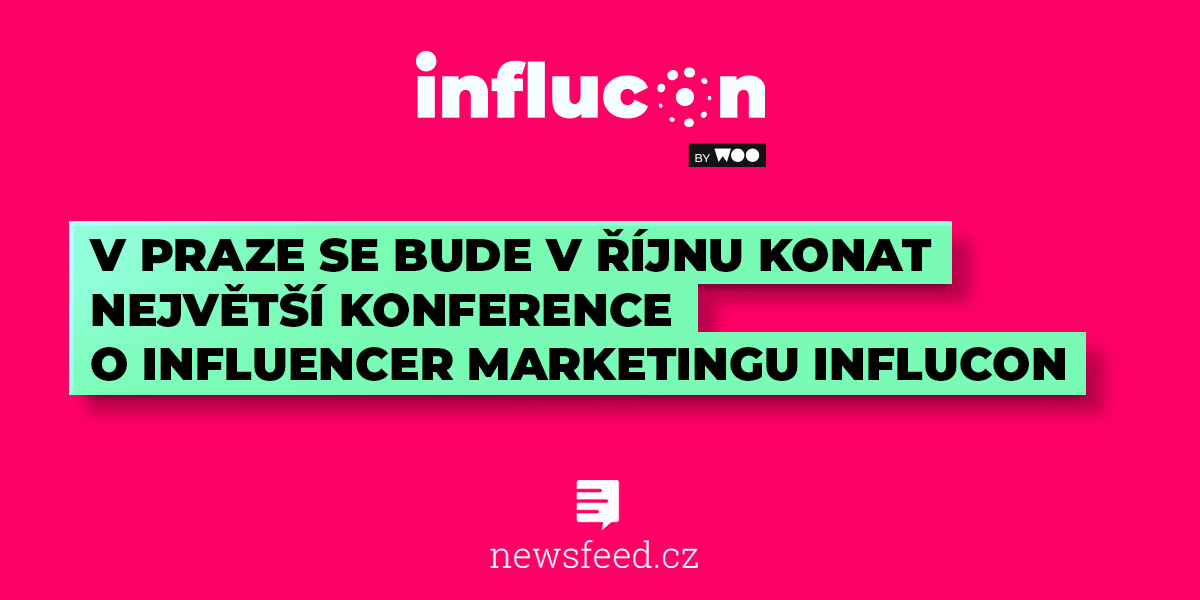 influcon
BY WOO
V PRAZE SE BUDE V ŘÍJNU KONAT
NEJVĚTŠÍ KONFERENCE
O INFLUENCER MARKETINGU INFLUCON
newsfeed.cz